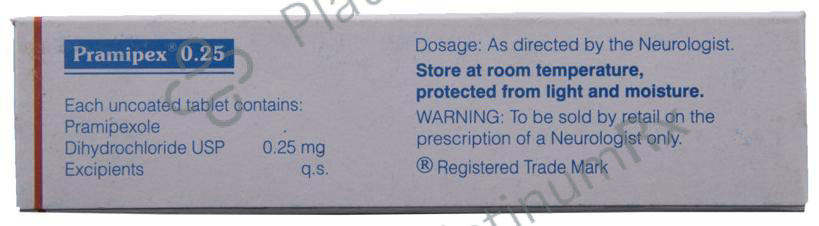 Pramipex® 0.25
Each uncoated tablet contains:
Pramipexole
Dihydrochloride USP 0.25 mg
Excipients q.s.
Dosage: As directed by the Neurologist.
Store at room temperature,
protected from light and moisture.
WARNING: To be sold by retail on the
prescription of a Neurologist only.
® Registered Trade Mark
PlatinumRx